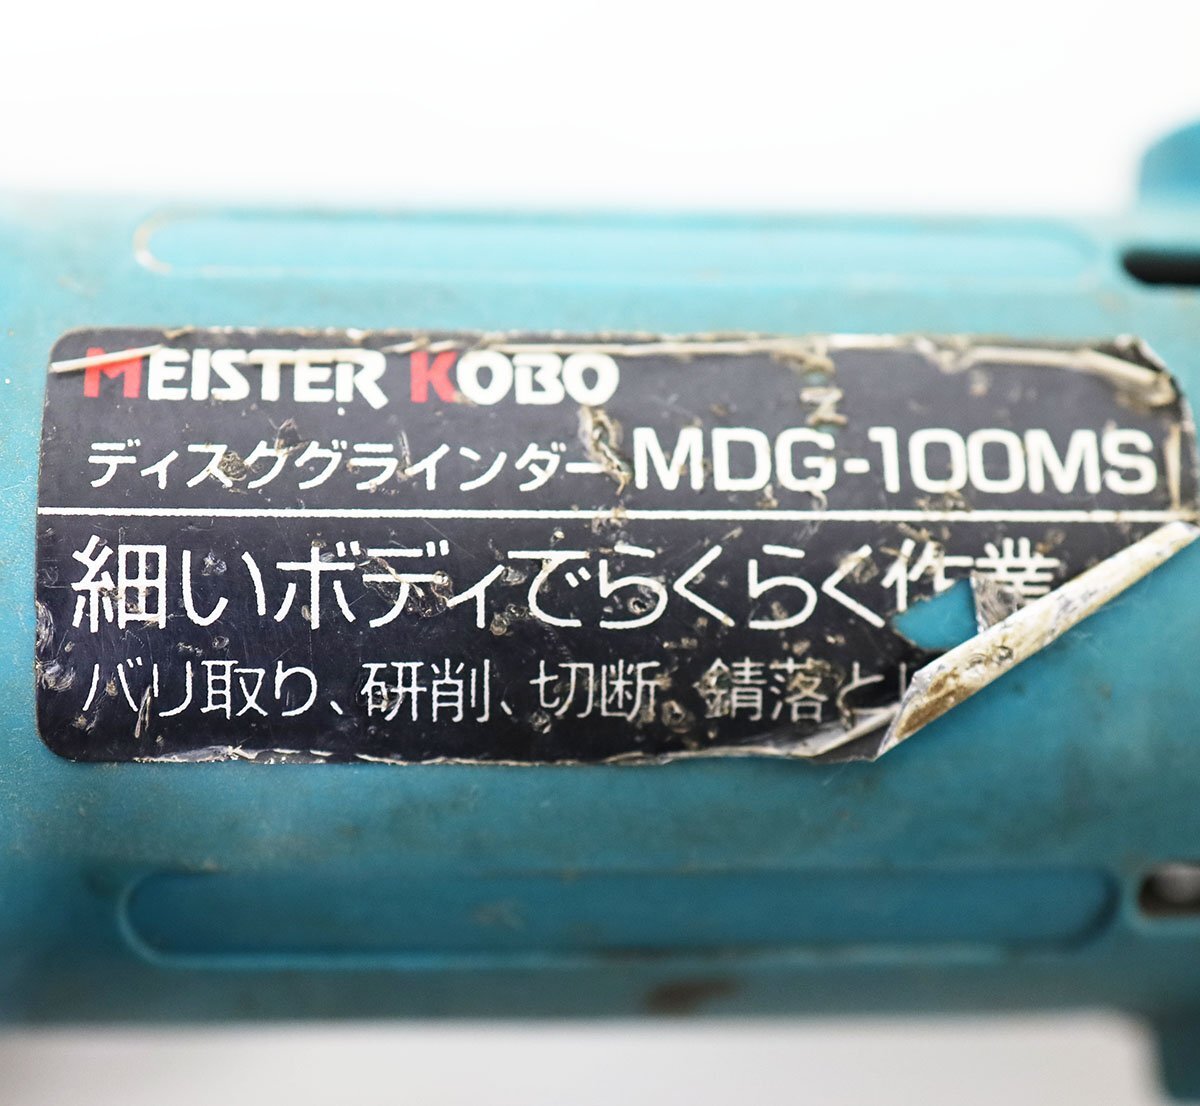 MEISTER KOBO
ディスクグラインダー MDG-100MS
細いボディでらくらく作業
バリ取り、研削、切断、錆落とし